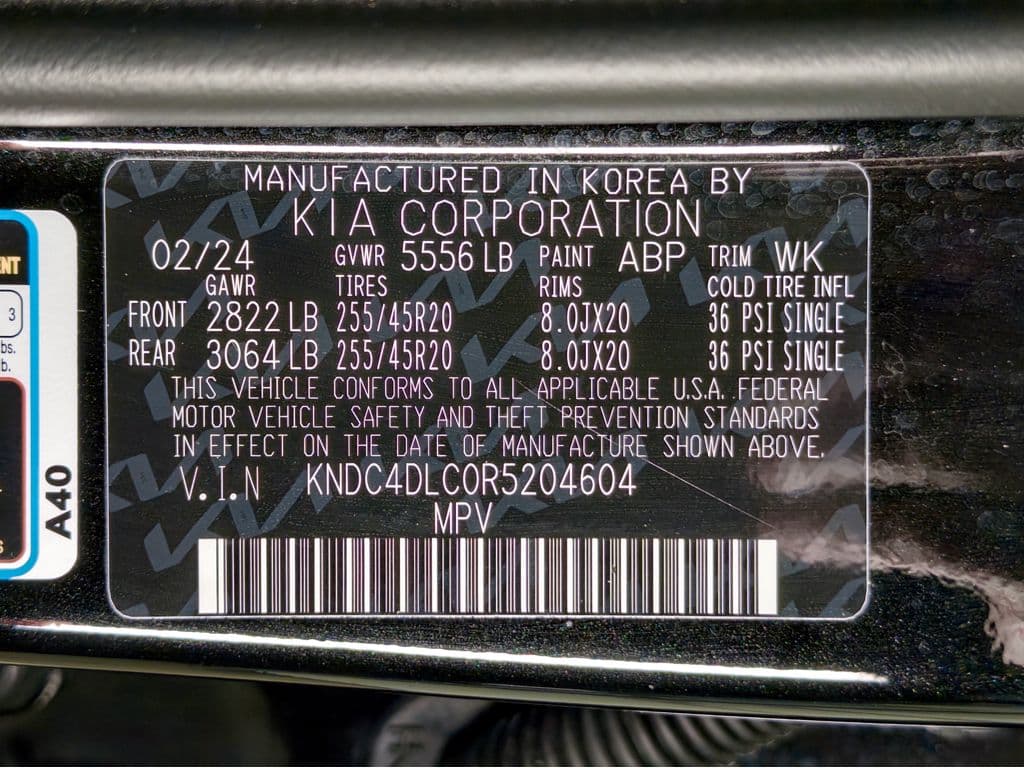 MANUFACTURED IN KOREA BY
KIA CORPORATION
02/24 GVWR 5556 LB PAINT ABP TRIM WK
GAWR TIRES RIMS COLD TIRE INFL
FRONT 2822 LB 255/45R20 8.0JX20 36 PSI SINGLE
REAR 3064 LB 255/45R20 8.0JX20 36 PSI SINGLE
THIS VEHICLE CONFORMS TO ALL APPLICABLE U.S.A. FEDERAL
MOTOR VEHICLE SAFETY AND THEFT PREVENTION STANDARDS
IN EFFECT ON THE DATE OF MANUFACTURE SHOWN ABOVE.
V.I.N KNDC4DLC0R5204604
MPV
3
A40